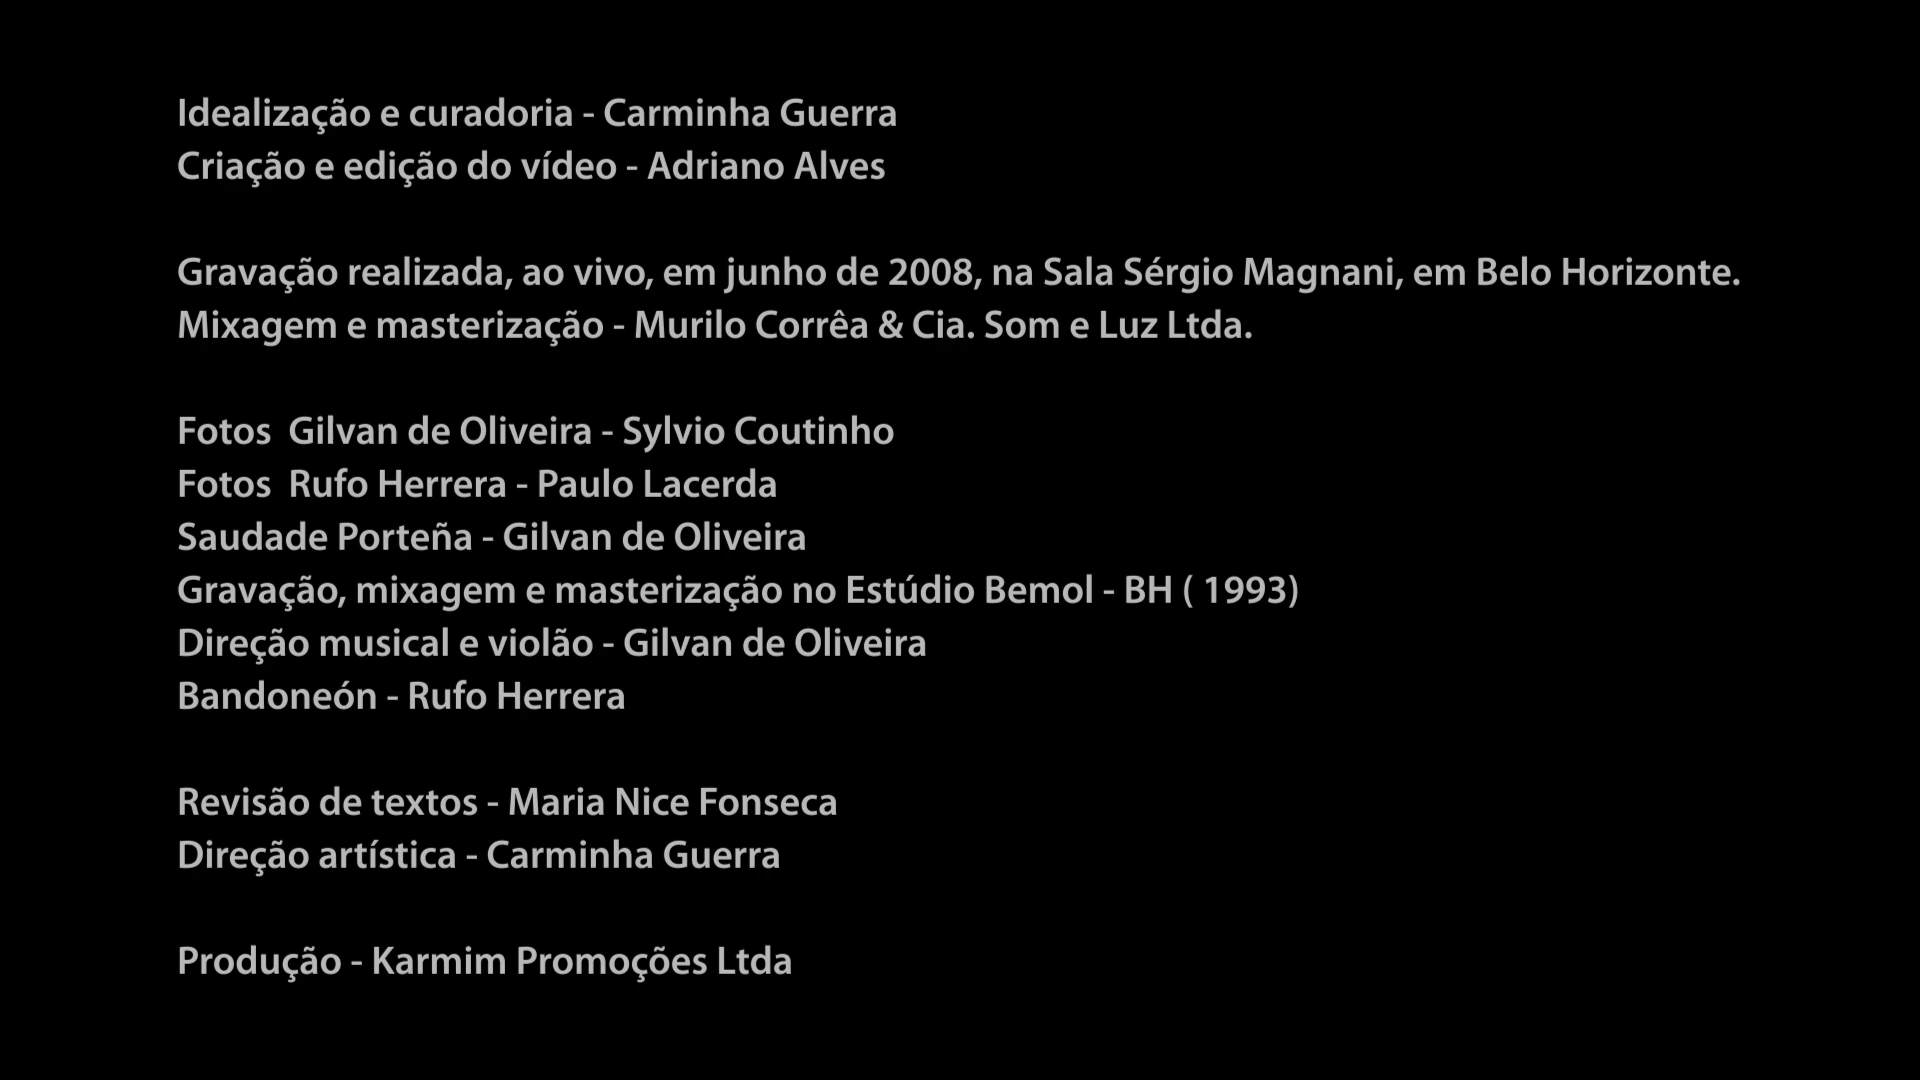 Idealização e curadoria - Carminha Guerra
Criação e edição do vídeo - Adriano Alves
Gravação realizada, ao vivo, em junho de 2008, na Sala Sérgio Magnani, em Belo Horizonte.
Mixagem e masterização - Murilo Corrêa & Cia. Som e Luz Ltda.
Fotos  Gilvan de Oliveira - Sylvio Coutinho
Fotos  Rufo Herrera - Paulo Lacerda
Saudade Porteña - Gilvan de Oliveira
Gravação, mixagem e masterização no Estúdio Bemol - BH ( 1993)
Direção musical e violão - Gilvan de Oliveira
Bandoneón - Rufo Herrera
Revisão de textos - Maria Nice Fonseca
Direção artística - Carminha Guerra
Produção - Karmim Promoções Ltda